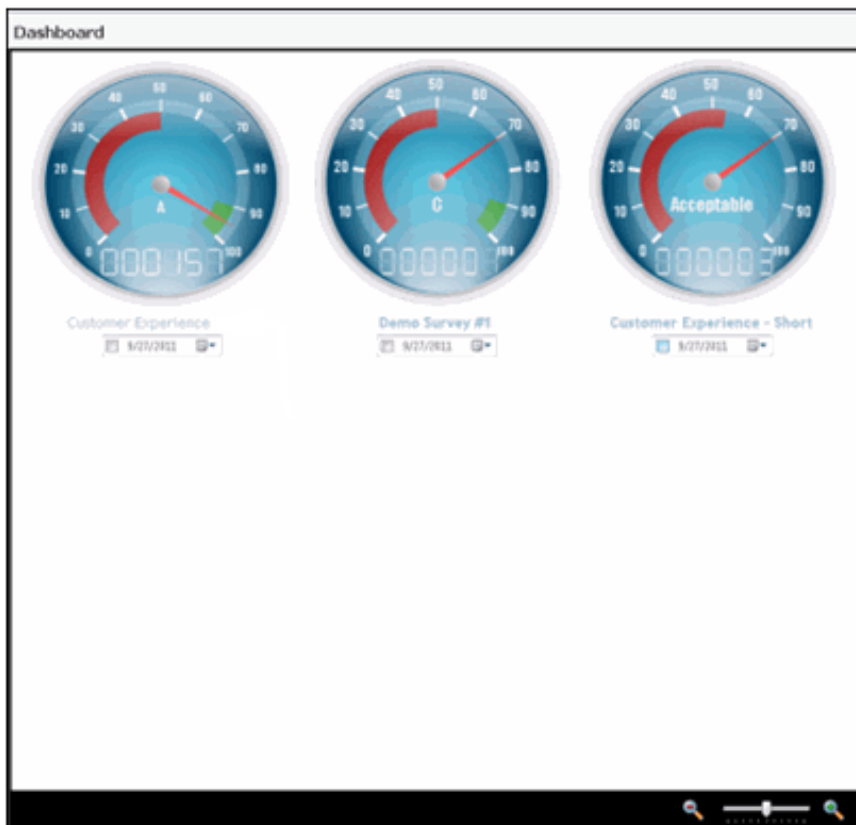 Dashboard
0 10 20 30 40 50 60 70 80 90 100
A
000157
0 10 20 30 40 50 60 70 80 90 100
C
0 10 20 30 40 50 60 70 80 90 100
Acceptable
000003
Customer Experience
Demo Survey #1
Customer Experience - Short
9/27/2011
9/27/2011
9/27/2011